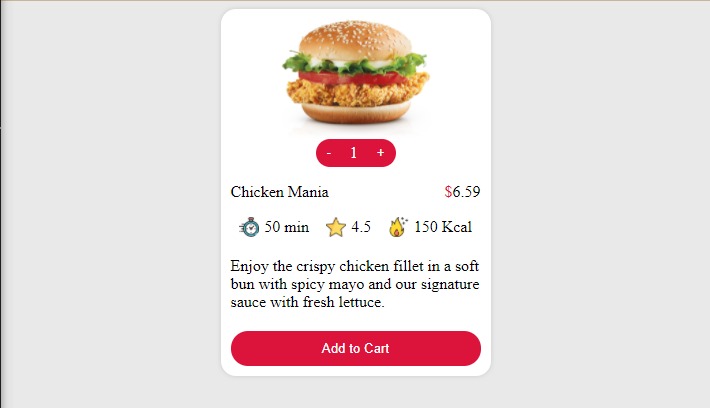 - 1 +
Chicken Mania $6.59
50 min 4.5 150 Kcal
Enjoy the crispy chicken fillet in a soft
bun with spicy mayo and our signature
sauce with fresh lettuce.
Add to Cart